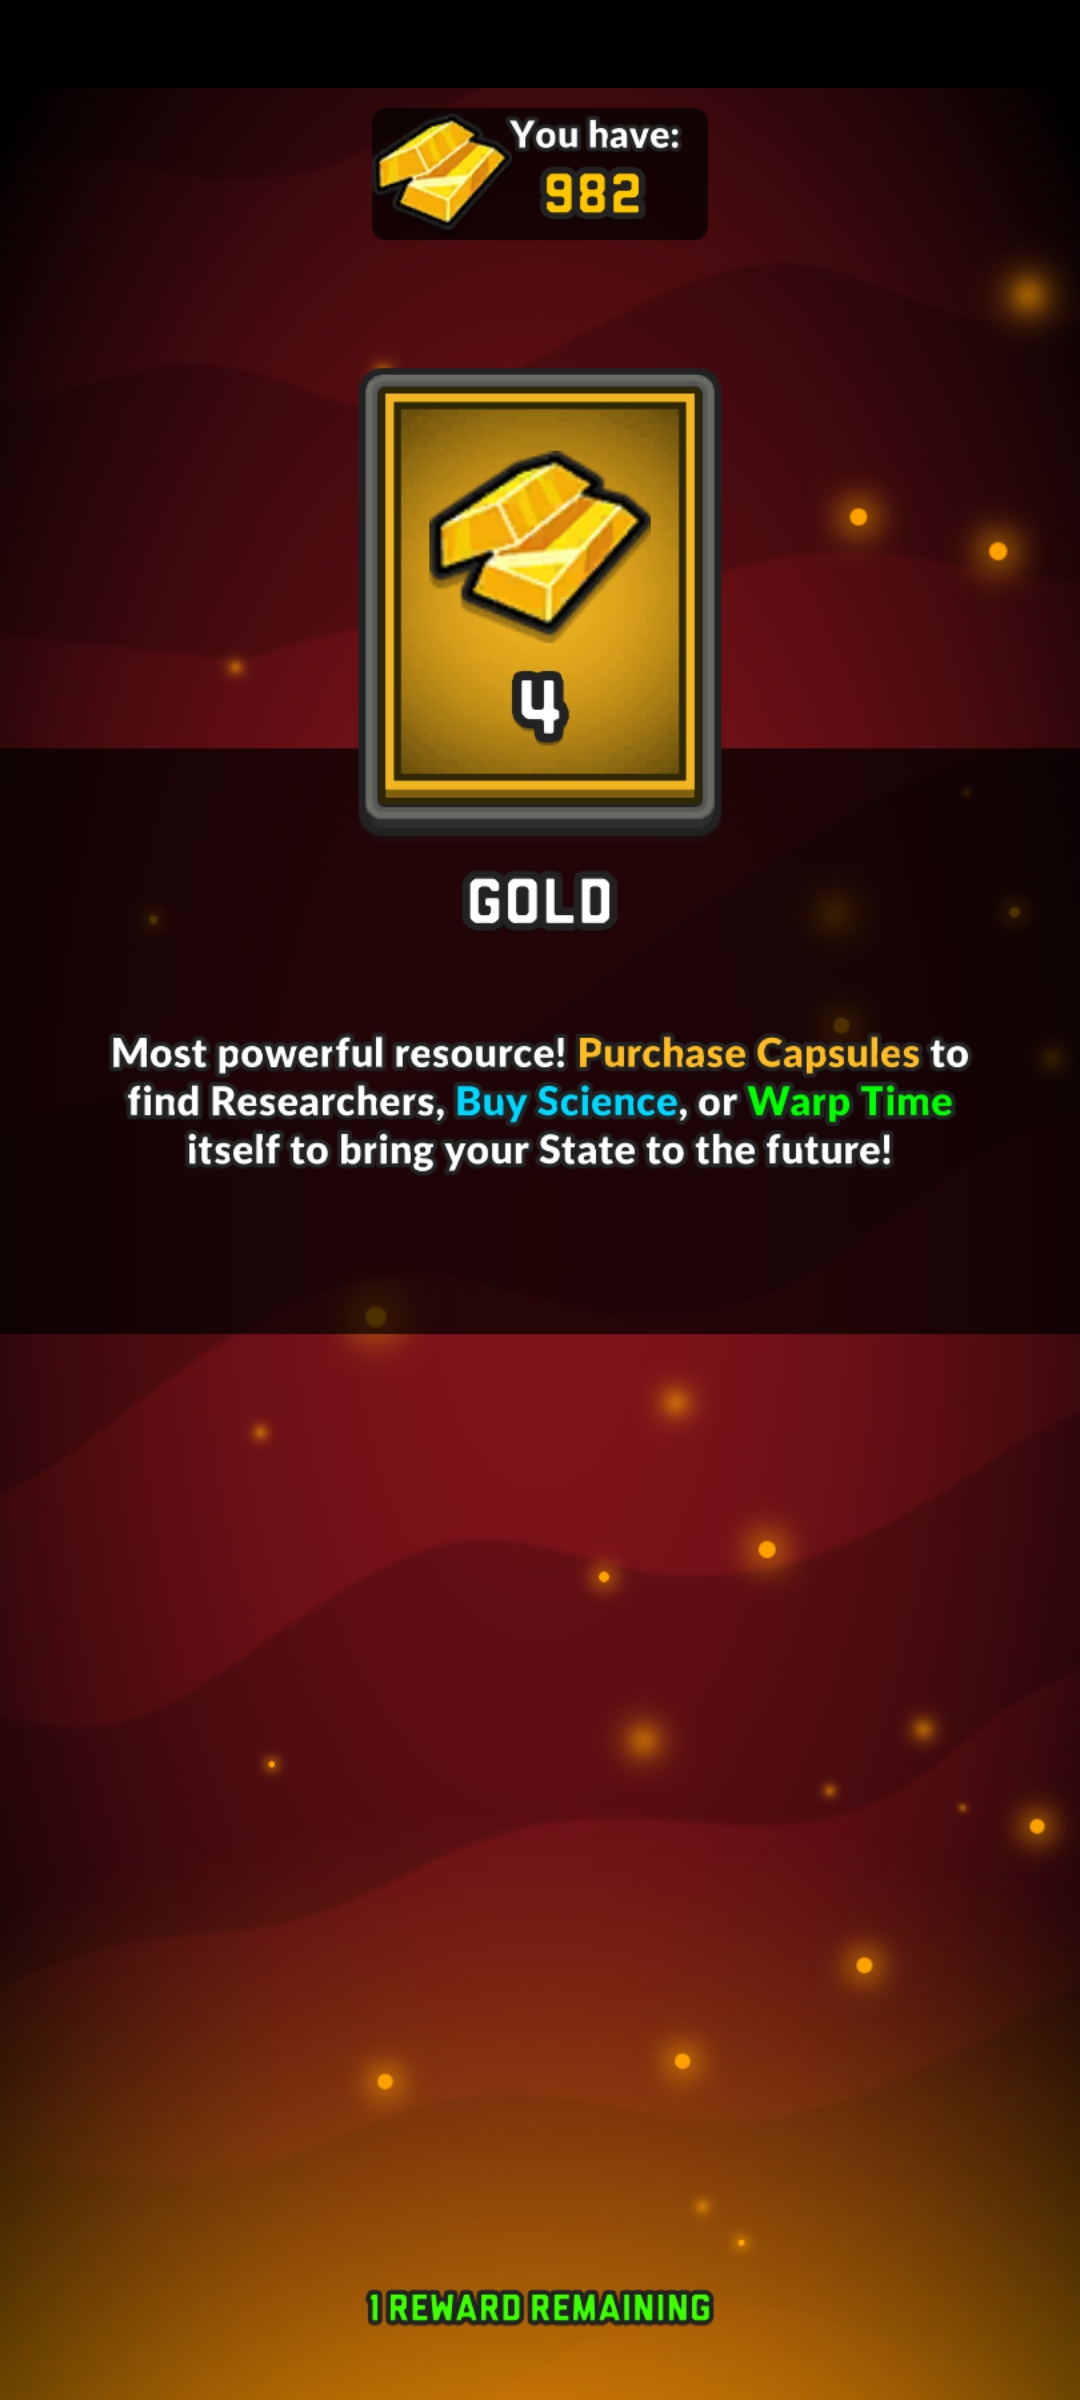 You have:
982
4
GOLD
Most powerful resource! Purchase Capsules to
find Researchers, Buy Science, or Warp Time
itself to bring your State to the future!
1 REWARD REMAINING